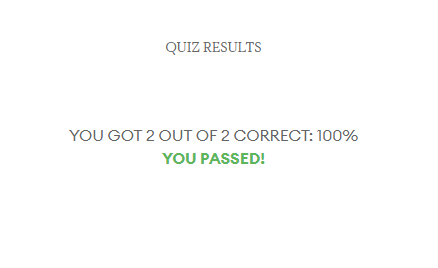 QUIZ RESULTS
YOU GOT 2 OUT OF 2 CORRECT: 100%
YOU PASSED!